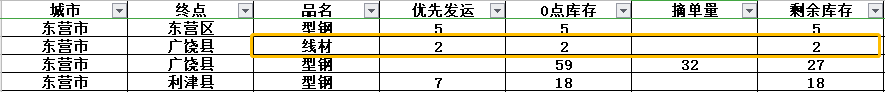 城市 终点 品名 优先发运 0点库存 摘单量 剩余库存
东营市 东营区 型钢 5 5 5
东营市 广饶县 线材 2 2 2
东营市 广饶县 型钢 59 32 27
东营市 利津县 型钢 7 18 18